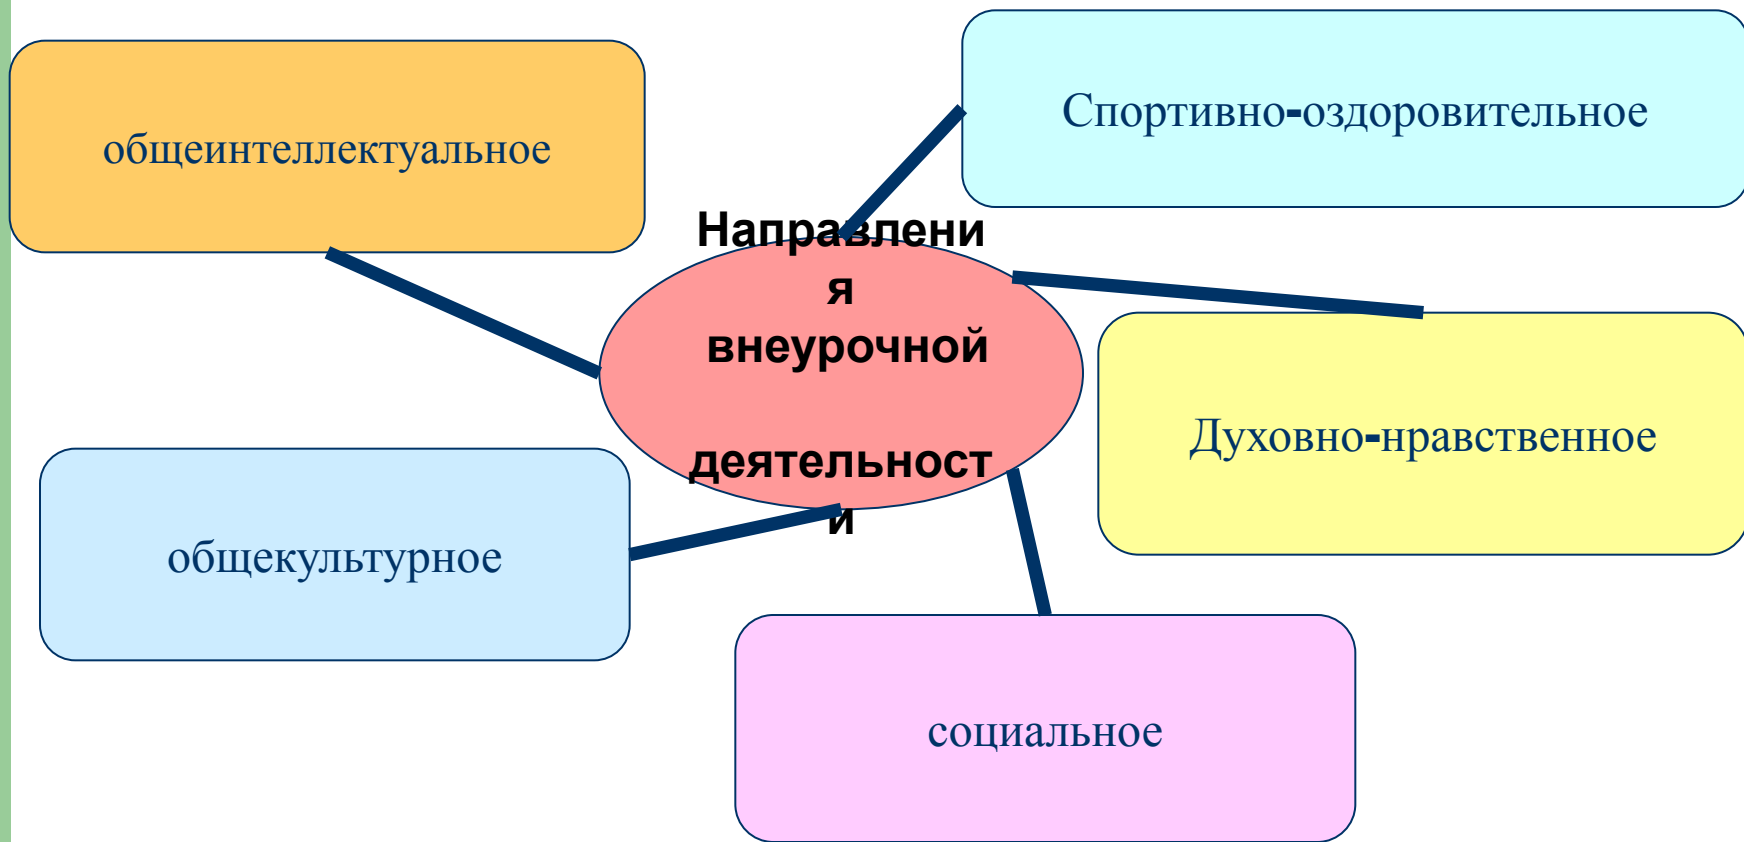 общеинтеллектуальное
Спортивно-оздоровительное
Направлени
я
внеурочной
деятельност
и
Духовно-нравственное
общекультурное
социальное